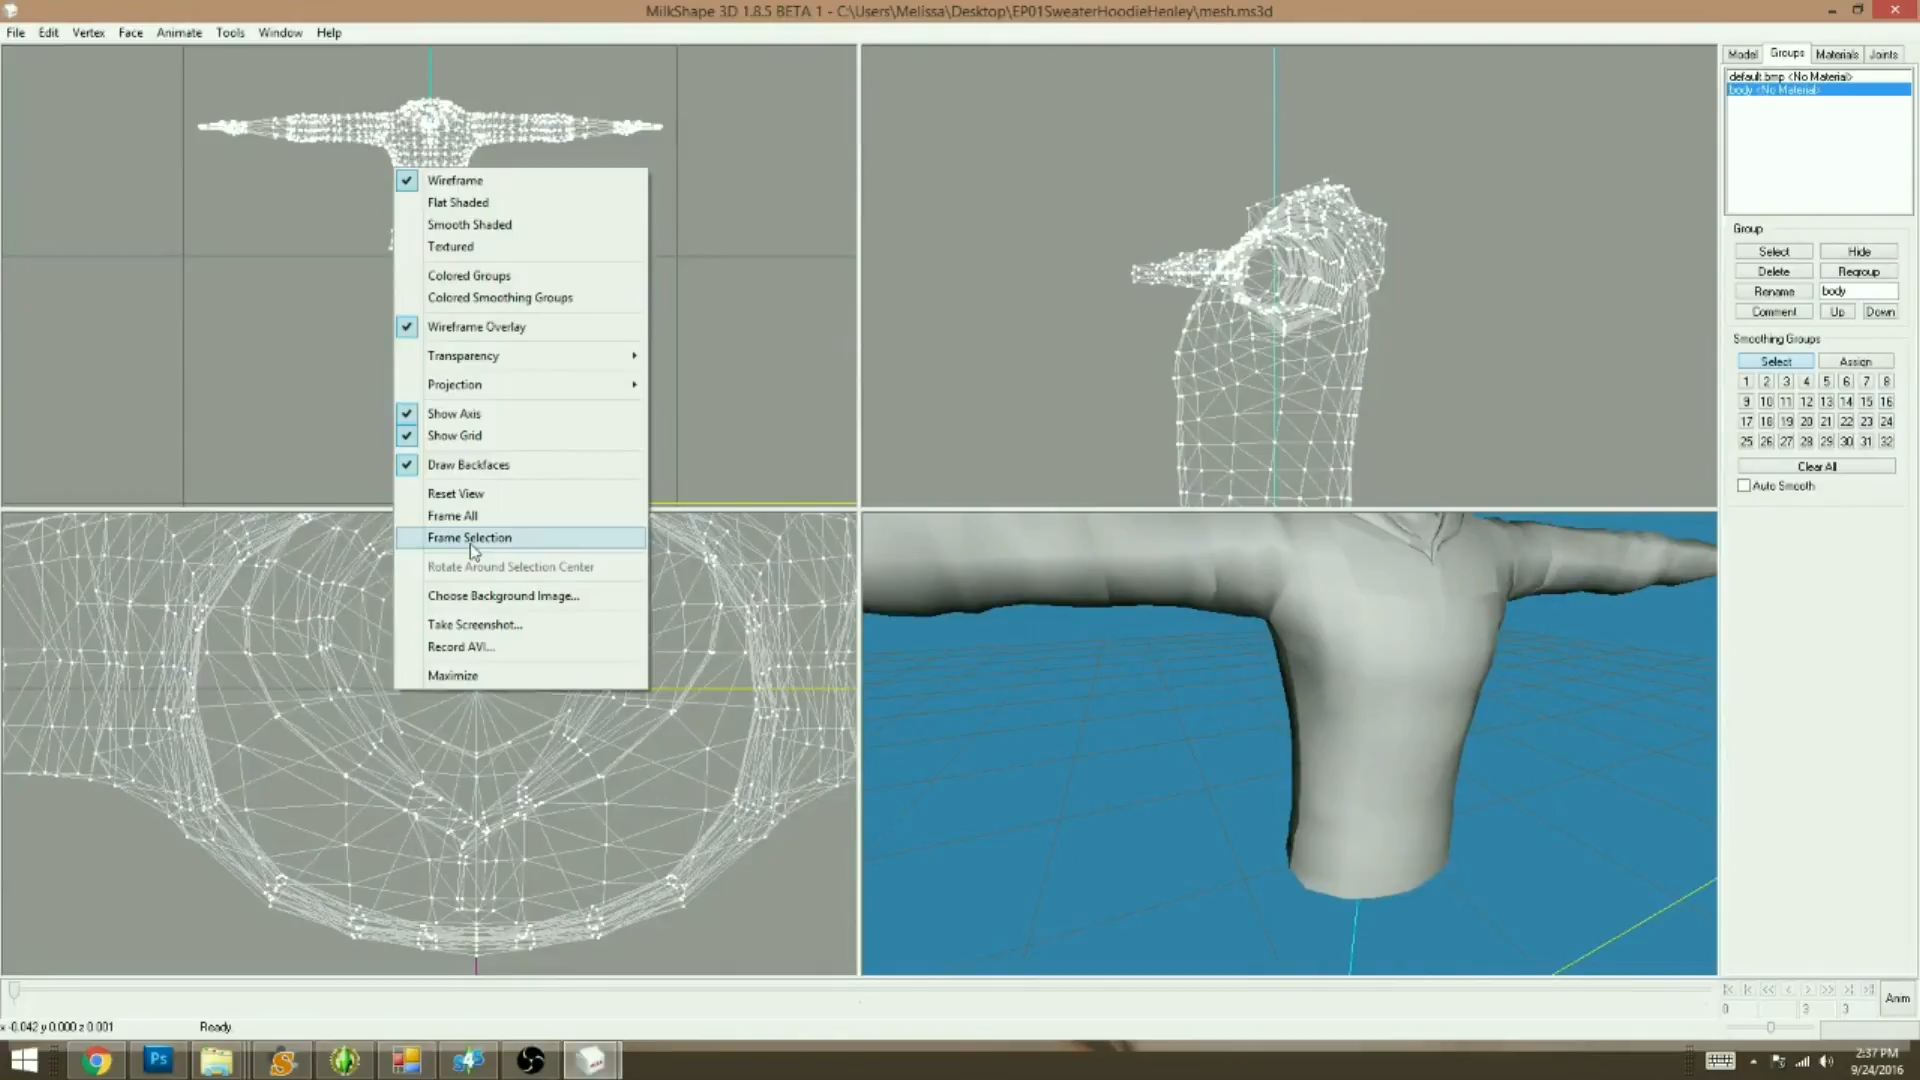 MilkShape 3D 1.8.5 BETA 1 - C:\Users\Melissa\Desktop\EP01SweaterHoodieHenley\mesh.ms3d
File Edit Vertex Face Animate Tools Window Help
Model Groups Materials Joints
default.bmp <No Material>
body <No Material>
Wireframe
Flat Shaded
Smooth Shaded
Textured
Colored Groups
Colored Smoothing Groups
Wireframe Overlay
Transparency
Projection
Show Axis
Show Grid
Draw Backfaces
Reset View
Frame All
Frame Selection
Rotate Around Selection Center
Choose Background Image...
Take Screenshot...
Record AVI...
Maximize
Group
Select Hide
Delete Regroup
Rename body
Comment Up Down
Smoothing Groups
Select Assign
1 2 3 4 5 6 7 8
9 10 11 12 13 14 15 16
17 18 19 20 21 22 23 24
25 26 27 28 29 30 31 32
Clear All
Auto Smooth
Anim
0 3 3
x -0.042 y 0.000 z 0.001 Ready.
Ps
S
s4s
2:37 PM
9/24/2016